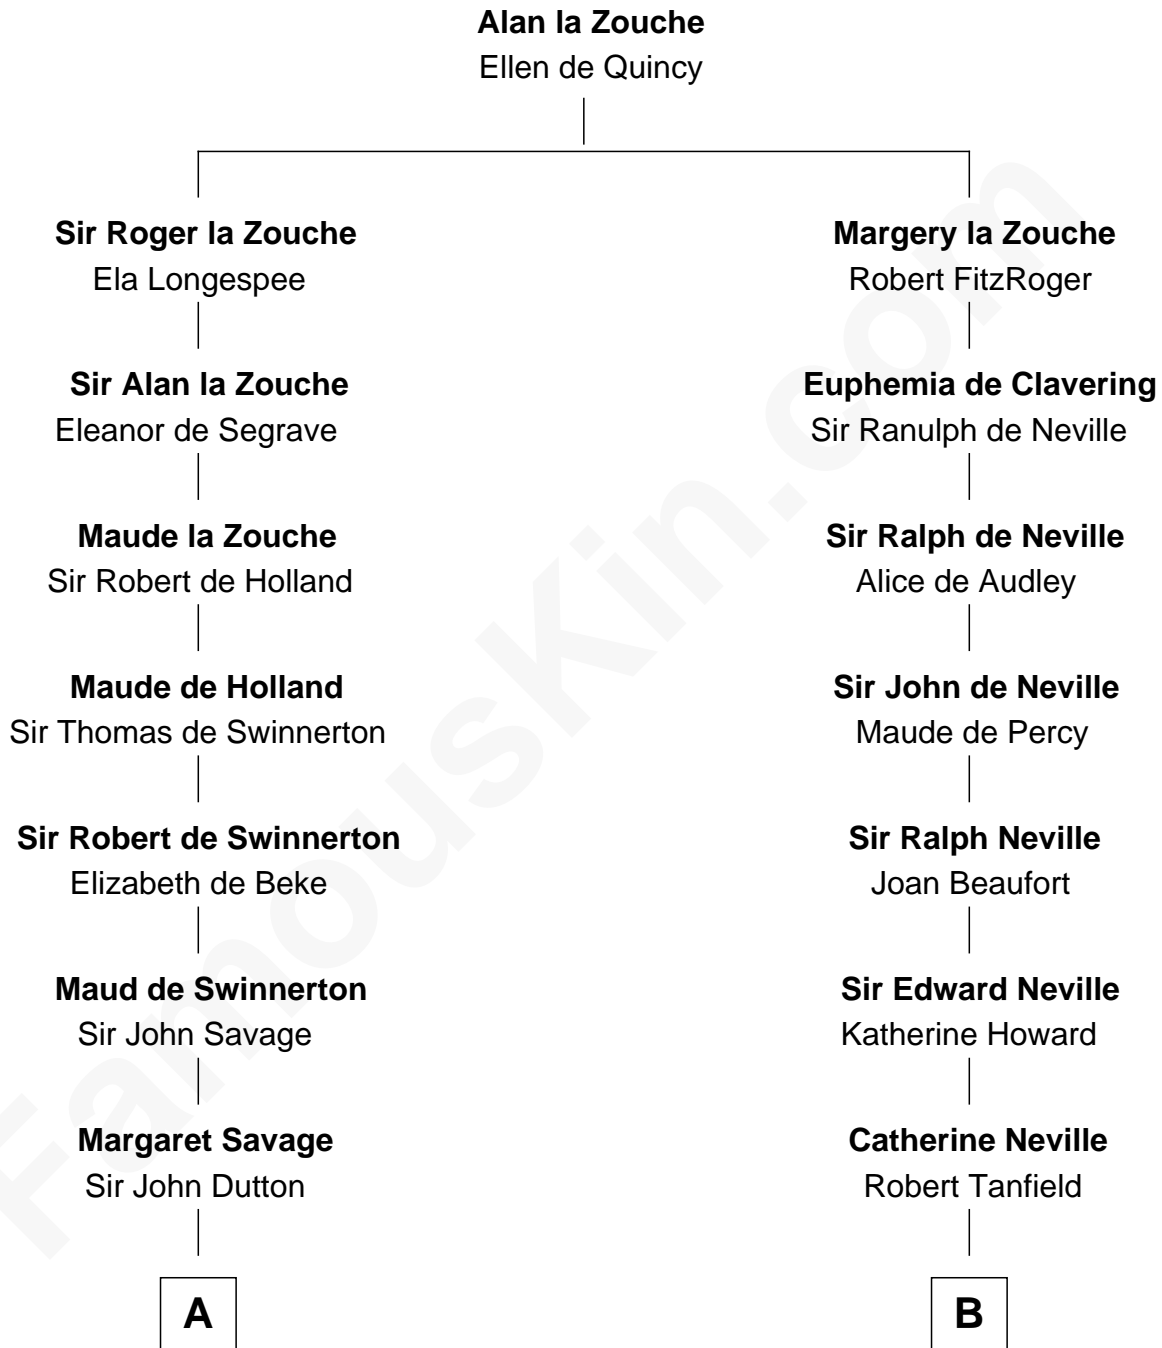 Alan la Zouche
Ellen de Quincy
Sir Roger la Zouche
Ela Longespee
Sir Alan la Zouche
Eleanor de Segrave
Maude la Zouche
Sir Robert de Holland
Maude de Holland
Sir Thomas de Swinnerton
Sir Robert de Swinnerton
Elizabeth de Beke
Maud de Swinnerton
Sir John Savage
Margaret Savage
Sir John Dutton
A
Margery la Zouche
Robert FitzRoger
Euphemia de Clavering
Sir Ranulph de Neville
Sir Ralph de Neville
Alice de Audley
Sir John de Neville
Maude de Percy
Sir Ralph Neville
Joan Beaufort
Sir Edward Neville
Katherine Howard
Catherine Neville
Robert Tanfield
B
FamousKin.com